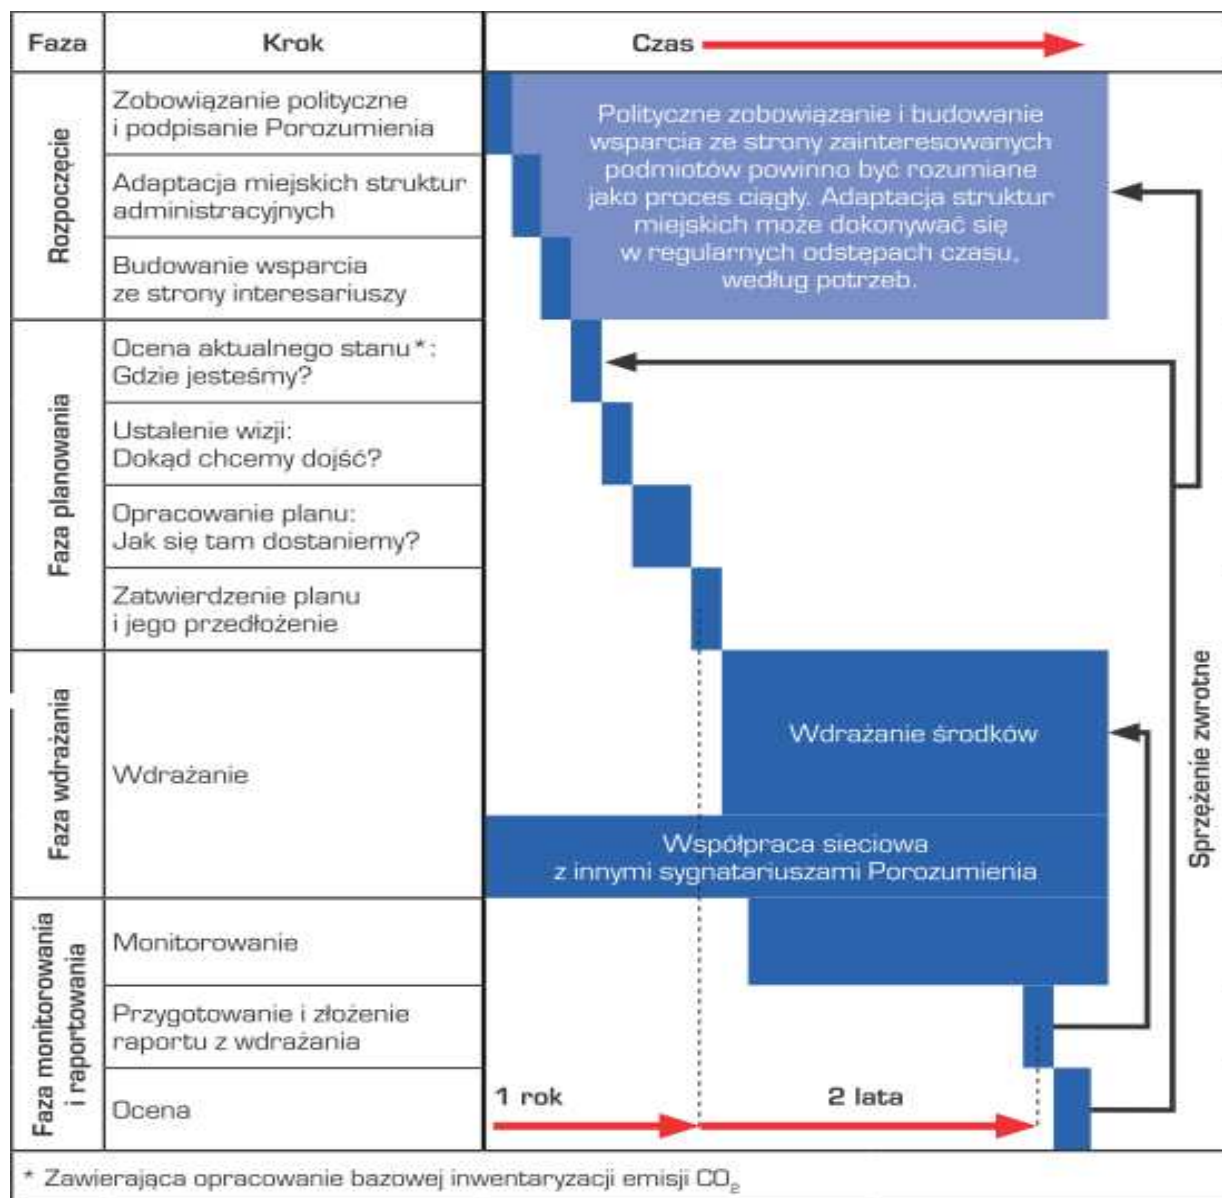 Faza
Krok
Czas
Rozpoczęcie
Zobowiązanie polityczne
i podpisanie Porozumienia
Adaptacja miejskich struktur
administracyjnych
Budowanie wsparcia
ze strony interesariuszy
Polityczne zobowiązanie i budowanie
wsparcia ze strony zainteresowanych
podmiotów powinno być rozumiane
jako proces ciągły. Adaptacja struktur
miejskich może dokonywać się
w regularnych odstępach czasu,
według potrzeb.
Faza planowania
Ocena aktualnego stanu*:
Gdzie jesteśmy?
Ustalenie wizji:
Dokąd chcemy dojść?
Opracowanie planu:
Jak się tam dostaniemy?
Zatwierdzenie planu
i jego przedłożenie
Faza wdrażania
Wdrażanie
Wdrażanie środków
Współpraca sieciowa
z innymi sygnatariuszami Porozumienia
Sprzężenie zwrotne
Faza monitorowania
i raportowania
Monitorowanie
Przygotowanie i złożenie
raportu z wdrażania
Ocena
1 rok
2 lata
* Zawierająca opracowanie bazowej inwentaryzacji emisji CO₂